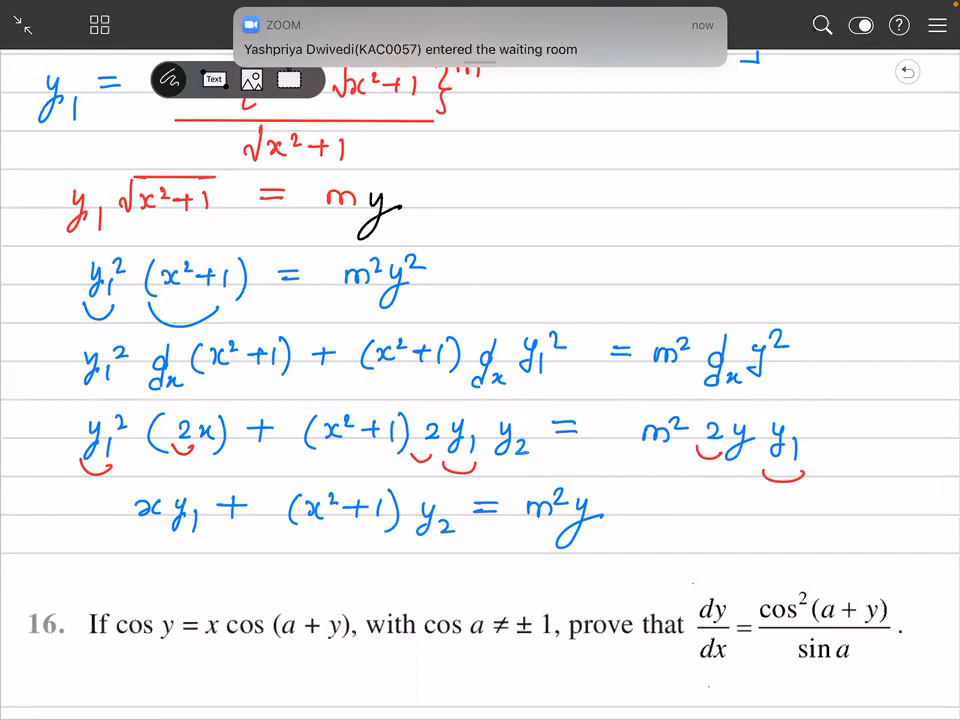 ZOOM now
Yashpriya Dwivedi(KAC0057) entered the waiting room
Text
y₁ = √x²+1 }ᵐ
√x²+1
y₁ √x²+1 = my
y₁² (x²+1) = m²y²
y₁² d/dx (x²+1) + (x²+1) d/dx y₁² = m² d/dx y²
y₁² (2x) + (x²+1) 2y₁ y₂ = m² 2y y₁
xy₁ + (x²+1) y₂ = m²y
16. If cos y = x cos (a + y), with cos a ≠ ± 1, prove that dy/dx = cos²(a + y)/sin a .